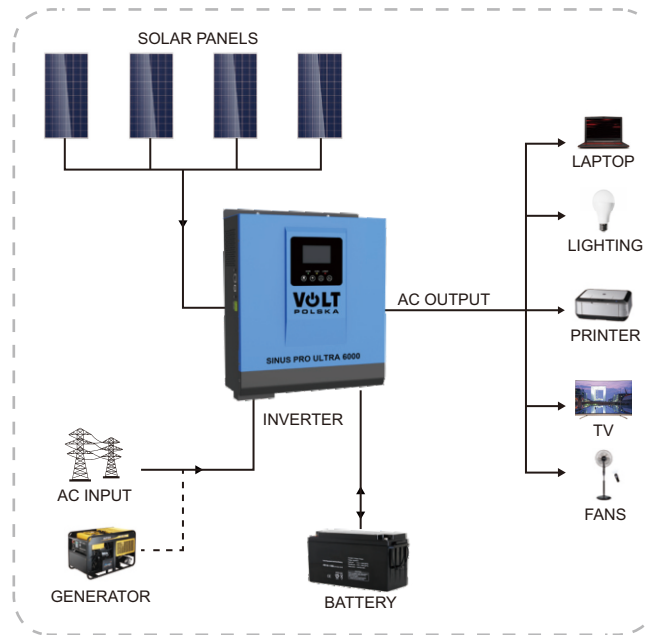 SOLAR PANELS
LAPTOP
LIGHTING
VOLT
POLSKA
AC OUTPUT
PRINTER
SINUS PRO ULTRA 6000
INVERTER
TV
AC INPUT
FANS
GENERATOR
BATTERY